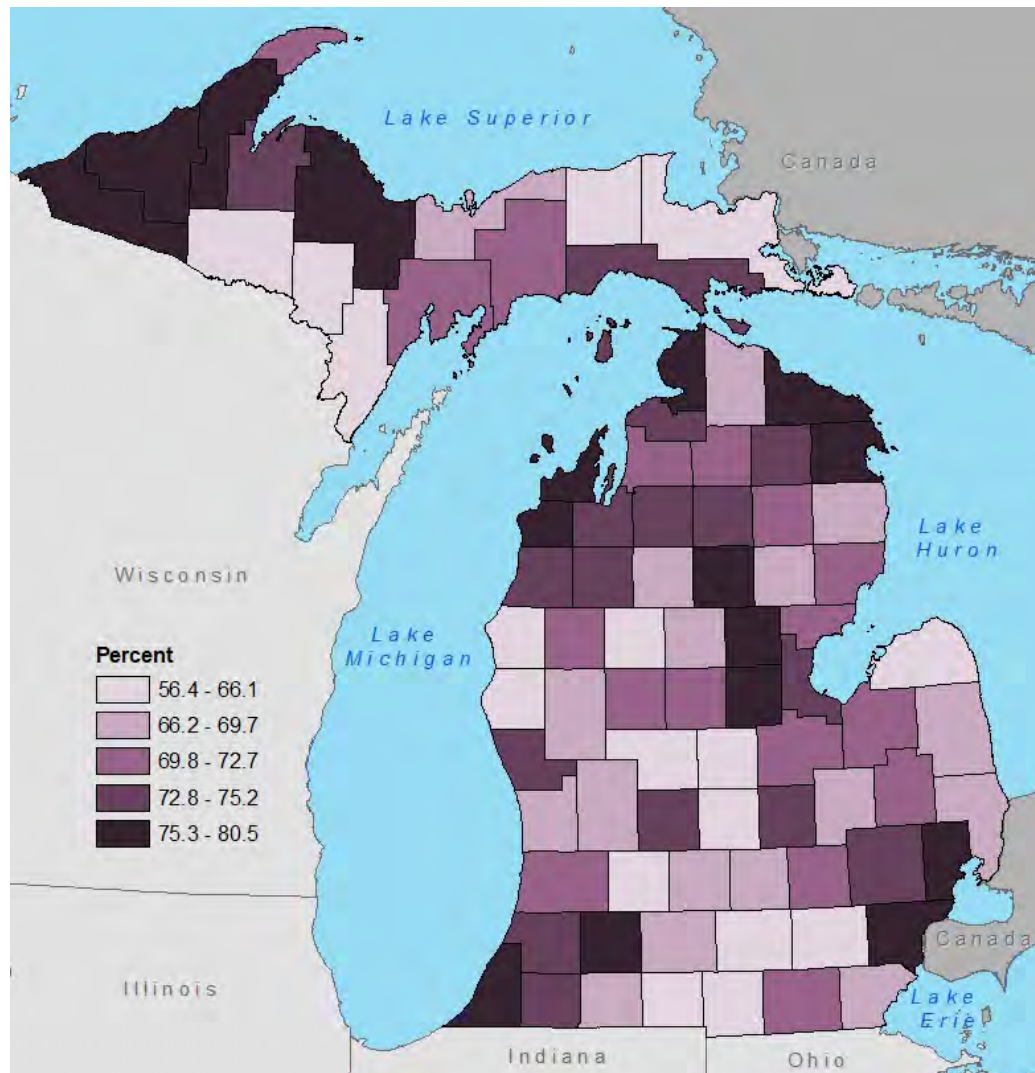 Lake Superior
Canada
Lake
Huron
Wisconsin
Lake
Michigan
Percent
56.4 - 66.1
66.2 - 69.7
69.8 - 72.7
72.8 - 75.2
75.3 - 80.5
Canada
Illinois
Lake
Erie
Indiana
Ohio